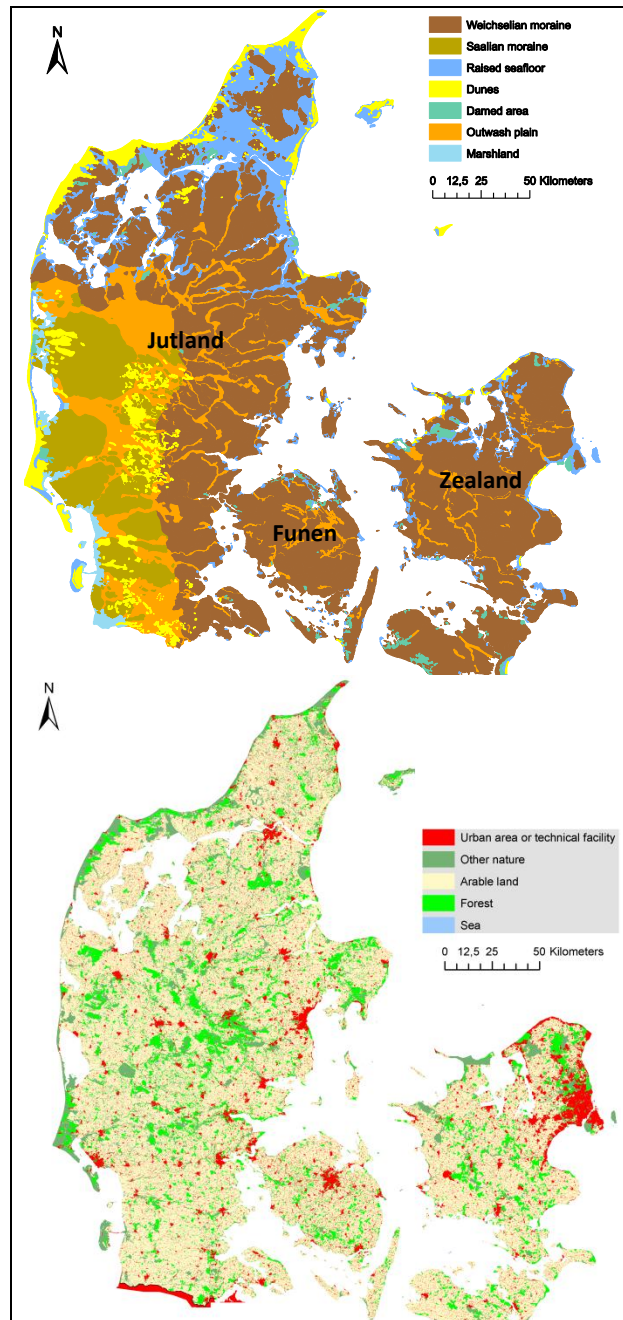 N
Weichselian moraine
Saalian moraine
Raised seafloor
Dunes
Damed area
Outwash plain
Marshland
0 12,5 25 50 Kilometers
Jutland
Zealand
Funen
N
Urban area or technical facility
Other nature
Arable land
Forest
Sea
0 12,5 25 50 Kilometers